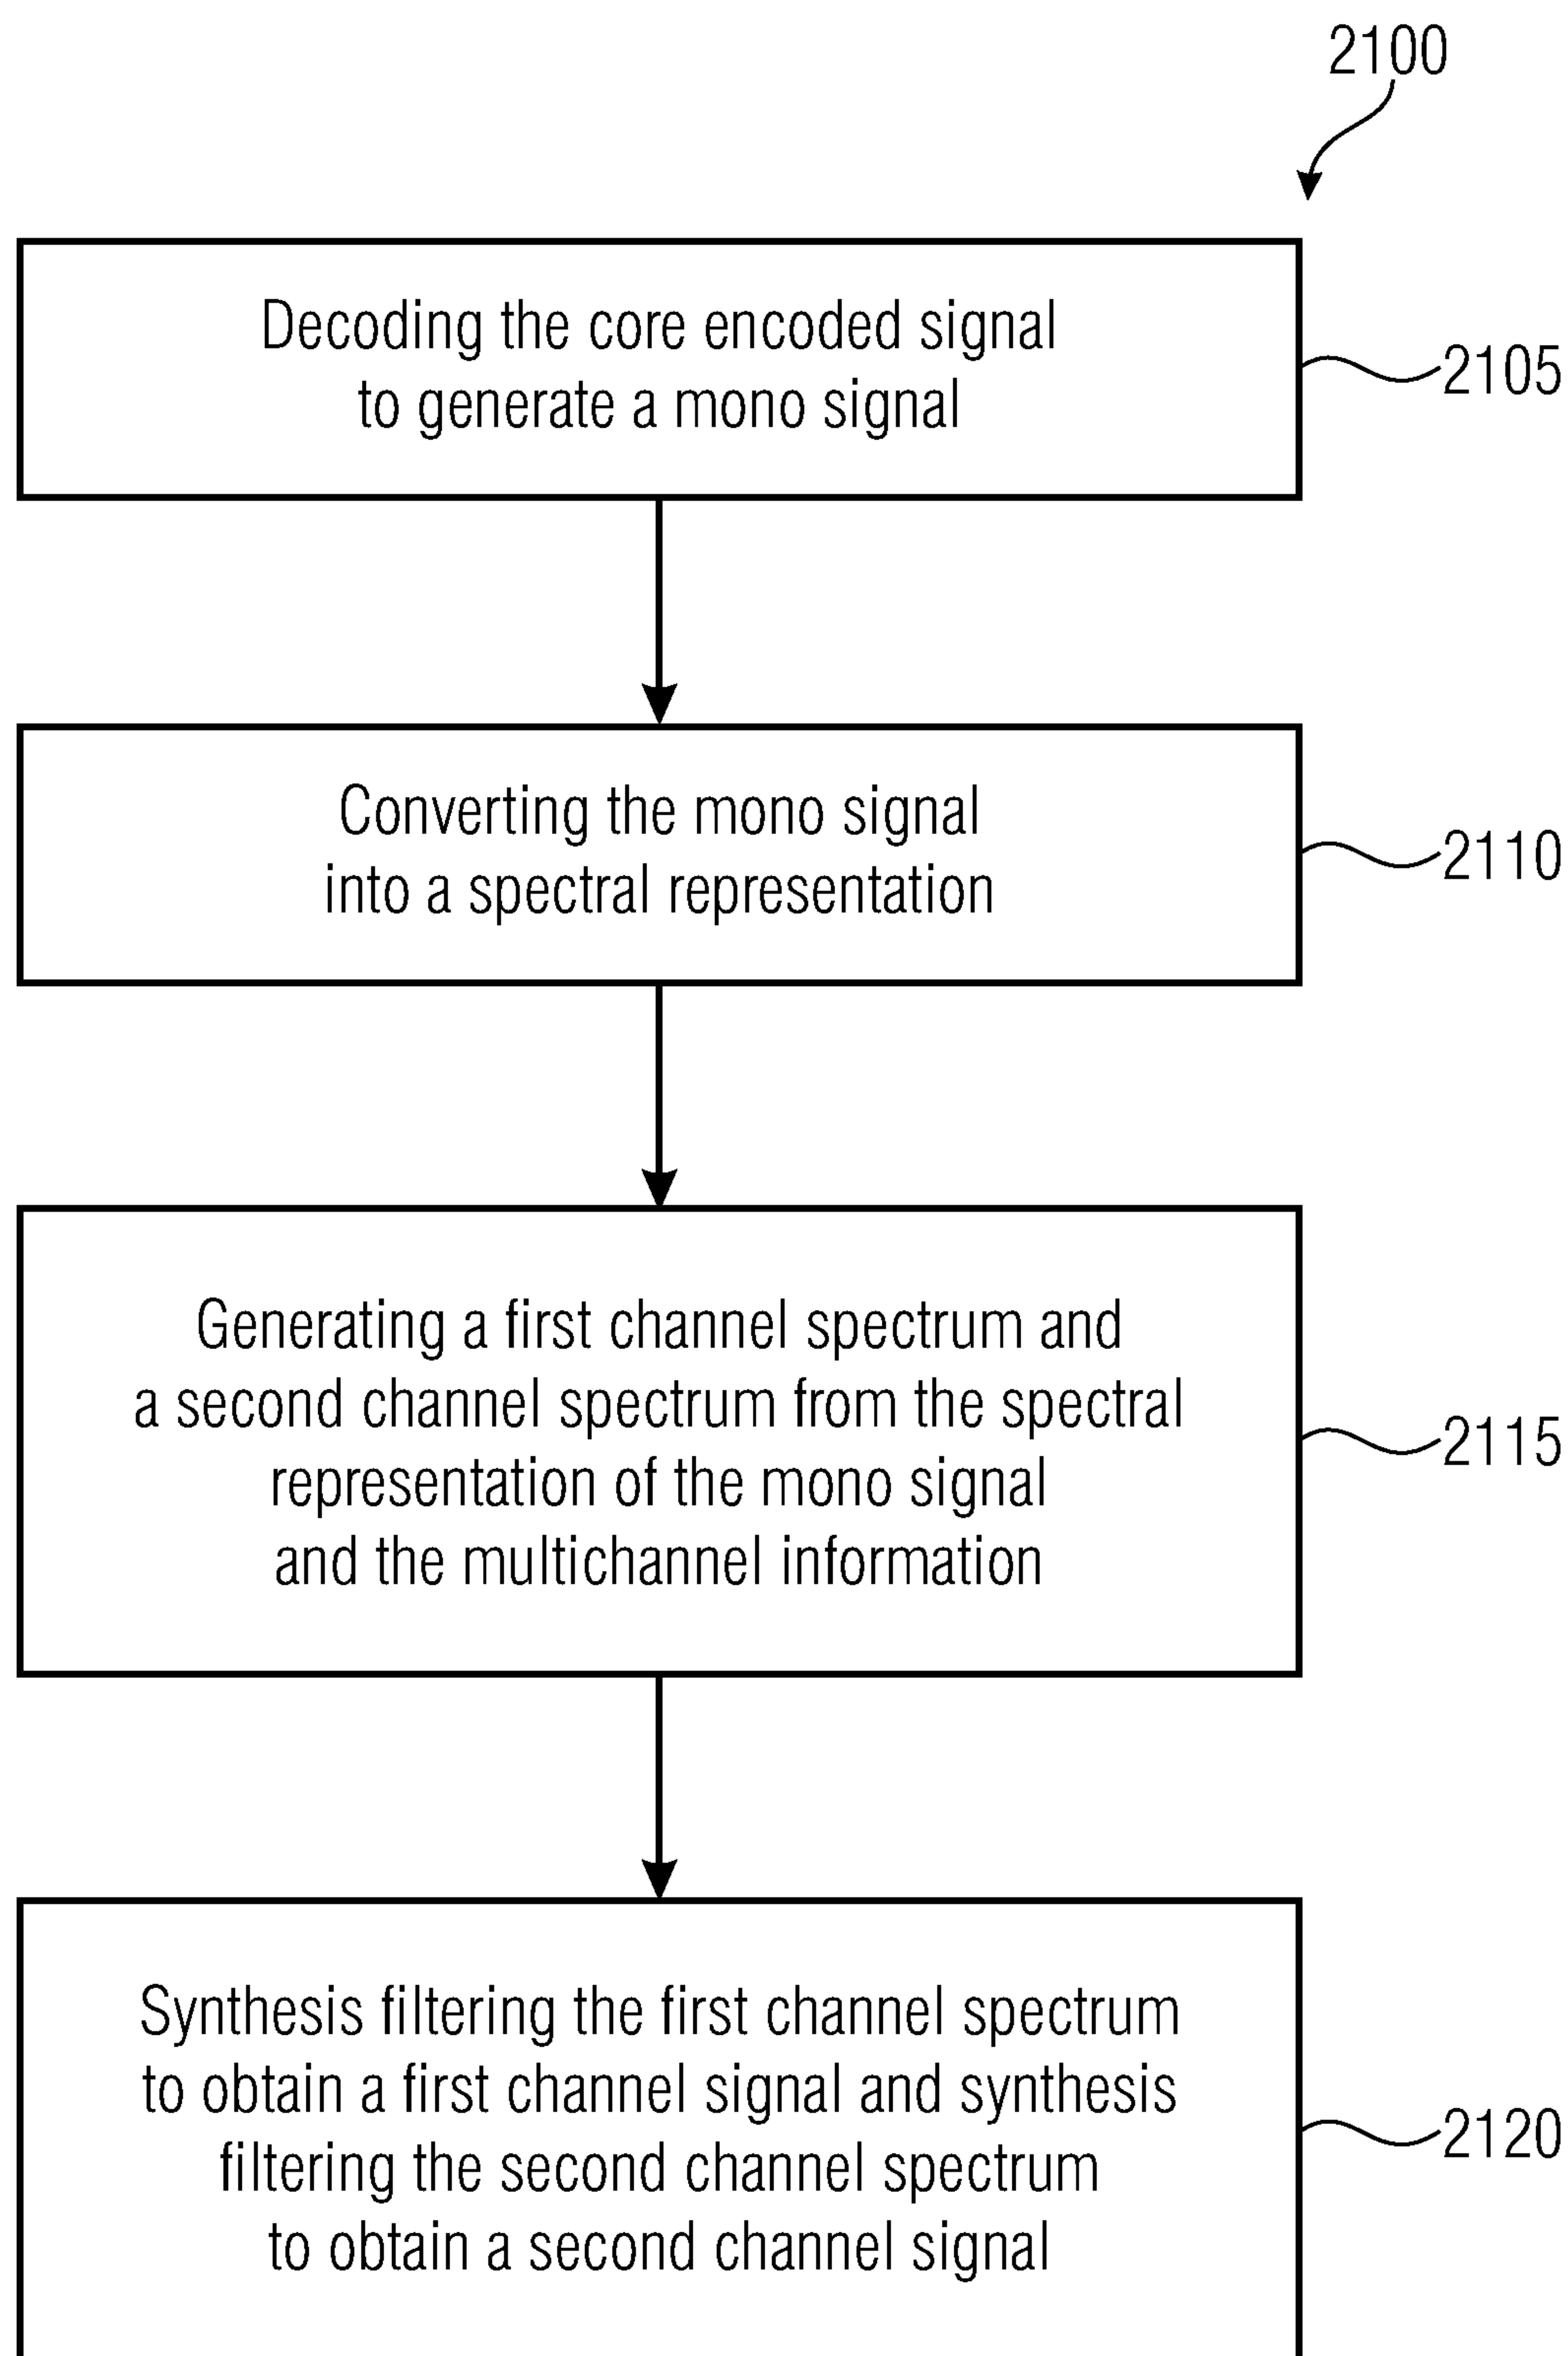 2100
Decoding the core encoded signal
to generate a mono signal
2105
Converting the mono signal
into a spectral representation
2110
Generating a first channel spectrum and
a second channel spectrum from the spectral
representation of the mono signal
and the multichannel information
2115
Synthesis filtering the first channel spectrum
to obtain a first channel signal and synthesis
filtering the second channel spectrum
to obtain a second channel signal
2120